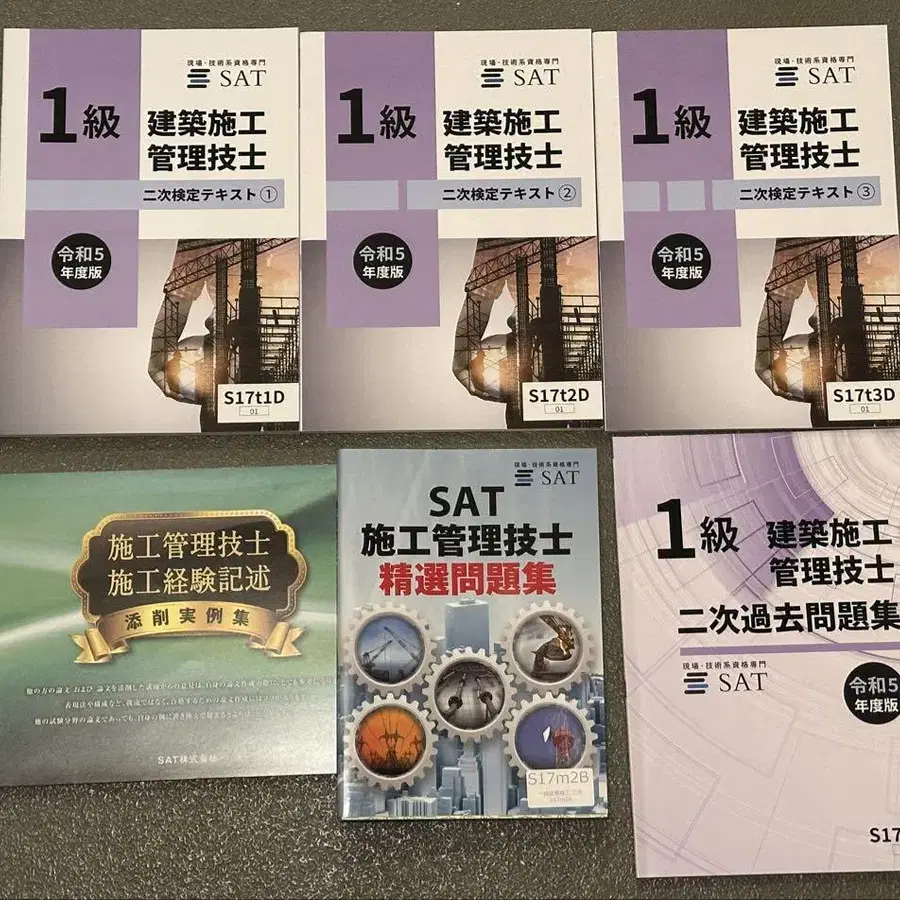 現場・技術系資格専門
SAT
1級
建築施工
管理技士
二次検定テキスト①
令和5
年度版
S17t1D
01
現場・技術系資格専門
SAT
1級
建築施工
管理技士
二次検定テキスト②
令和5
年度版
S17t2D
01
現場・技術系資格専門
SAT
1級
建築施工
管理技士
二次検定テキスト③
令和5
年度版
S17t3D
01
施工管理技士
施工経験記述
添削実例集
SAT株式会社
現場・技術系資格専門
SAT
SAT
施工管理技士
精選問題集
S17m2B
1級 建築施工
管理技士
二次過去問題集
現場・技術系資格専門
SAT
令和5
年度版
S17